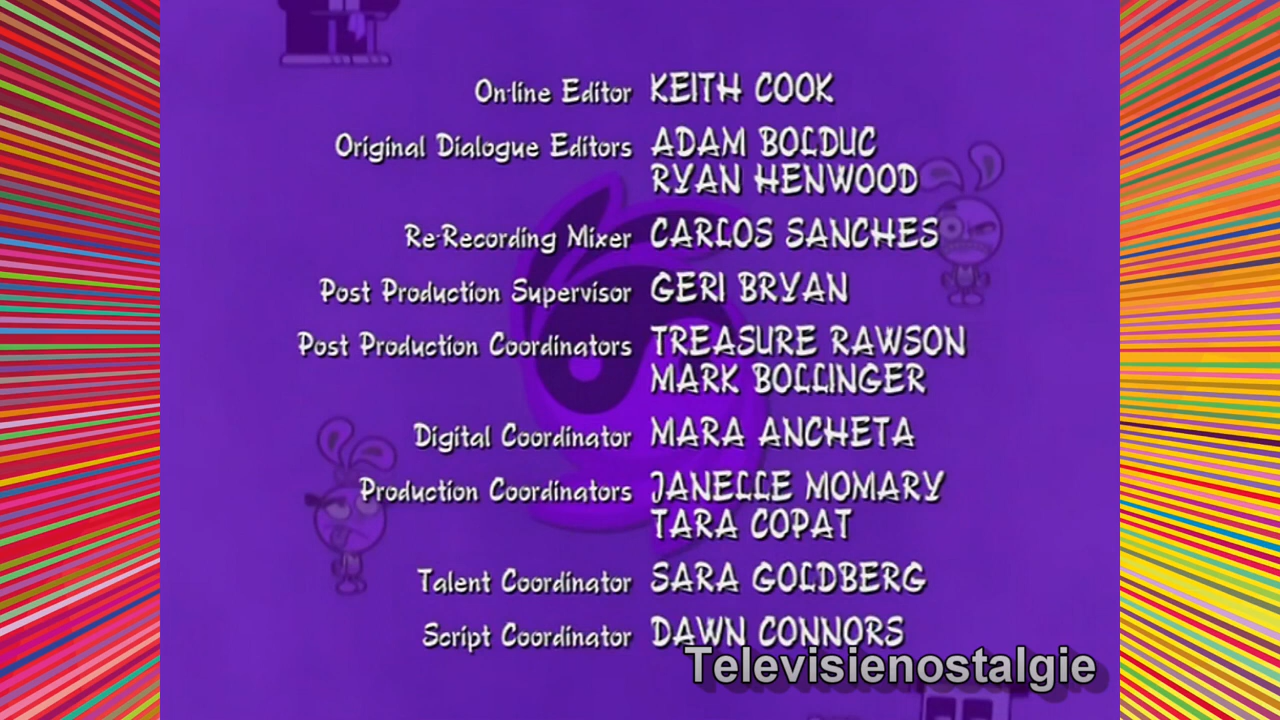 On-line Editor KEITH COOK
Original Dialogue Editors ADAM BOLDUC
RYAN HENWOOD
Re-Recording Mixer CARLOS SANCHES
Post Production Supervisor GERI BRYAN
Post Production Coordinators TREASURE RAWSON
MARK BOLLINGER
Digital Coordinator MARA ANCHETA
Production Coordinators JANELLE MOMARY
TARA COPAT
Talent Coordinator SARA GOLDBERG
Script Coordinator DAWN CONNORS
Televisienostalgie